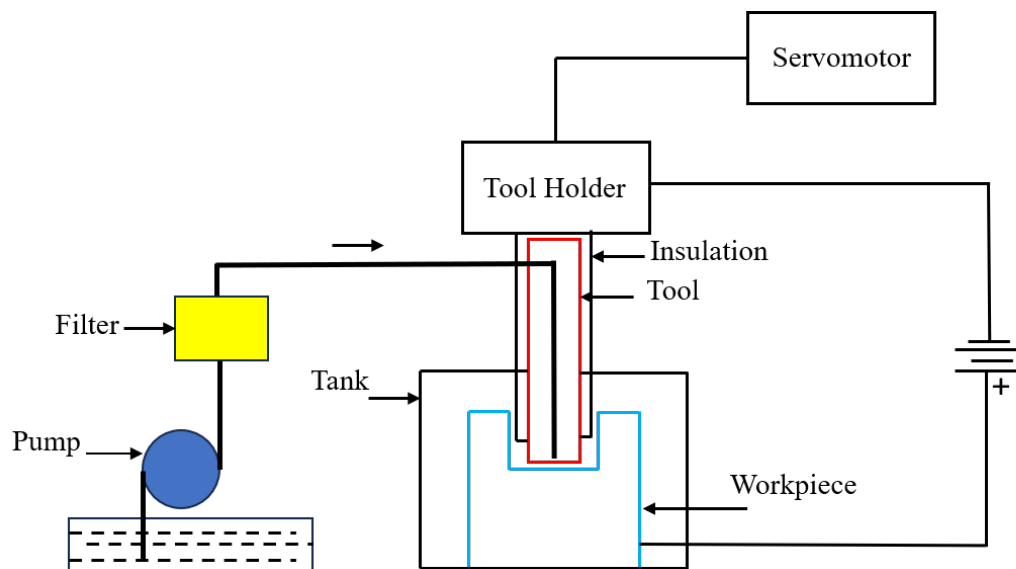 Servomotor
Tool Holder
Insulation
Tool
Filter
Tank
+
Pump
Workpiece